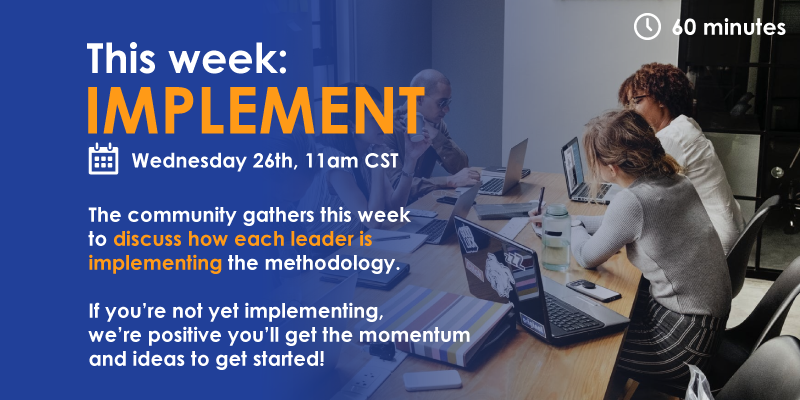 60 minutes
This week:
IMPLEMENT
Wednesday 26th, 11am CST
The community gathers this week
to discuss how each leader is
implementing the methodology.
If you're not yet implementing,
we're positive you'll get the momentum
and ideas to get started!